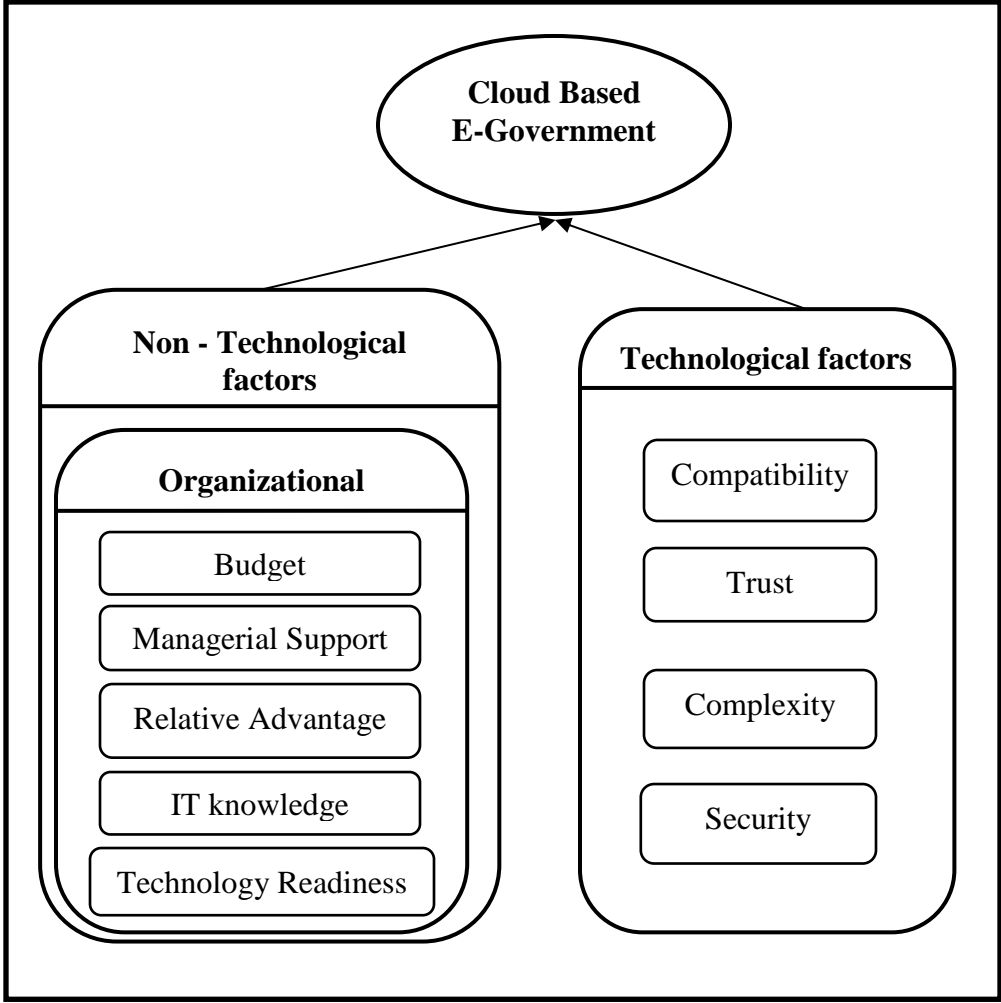 Cloud Based
E-Government
Non - Technological
factors
Organizational
Budget
Managerial Support
Relative Advantage
IT knowledge
Technology Readiness
Technological factors
Compatibility
Trust
Complexity
Security